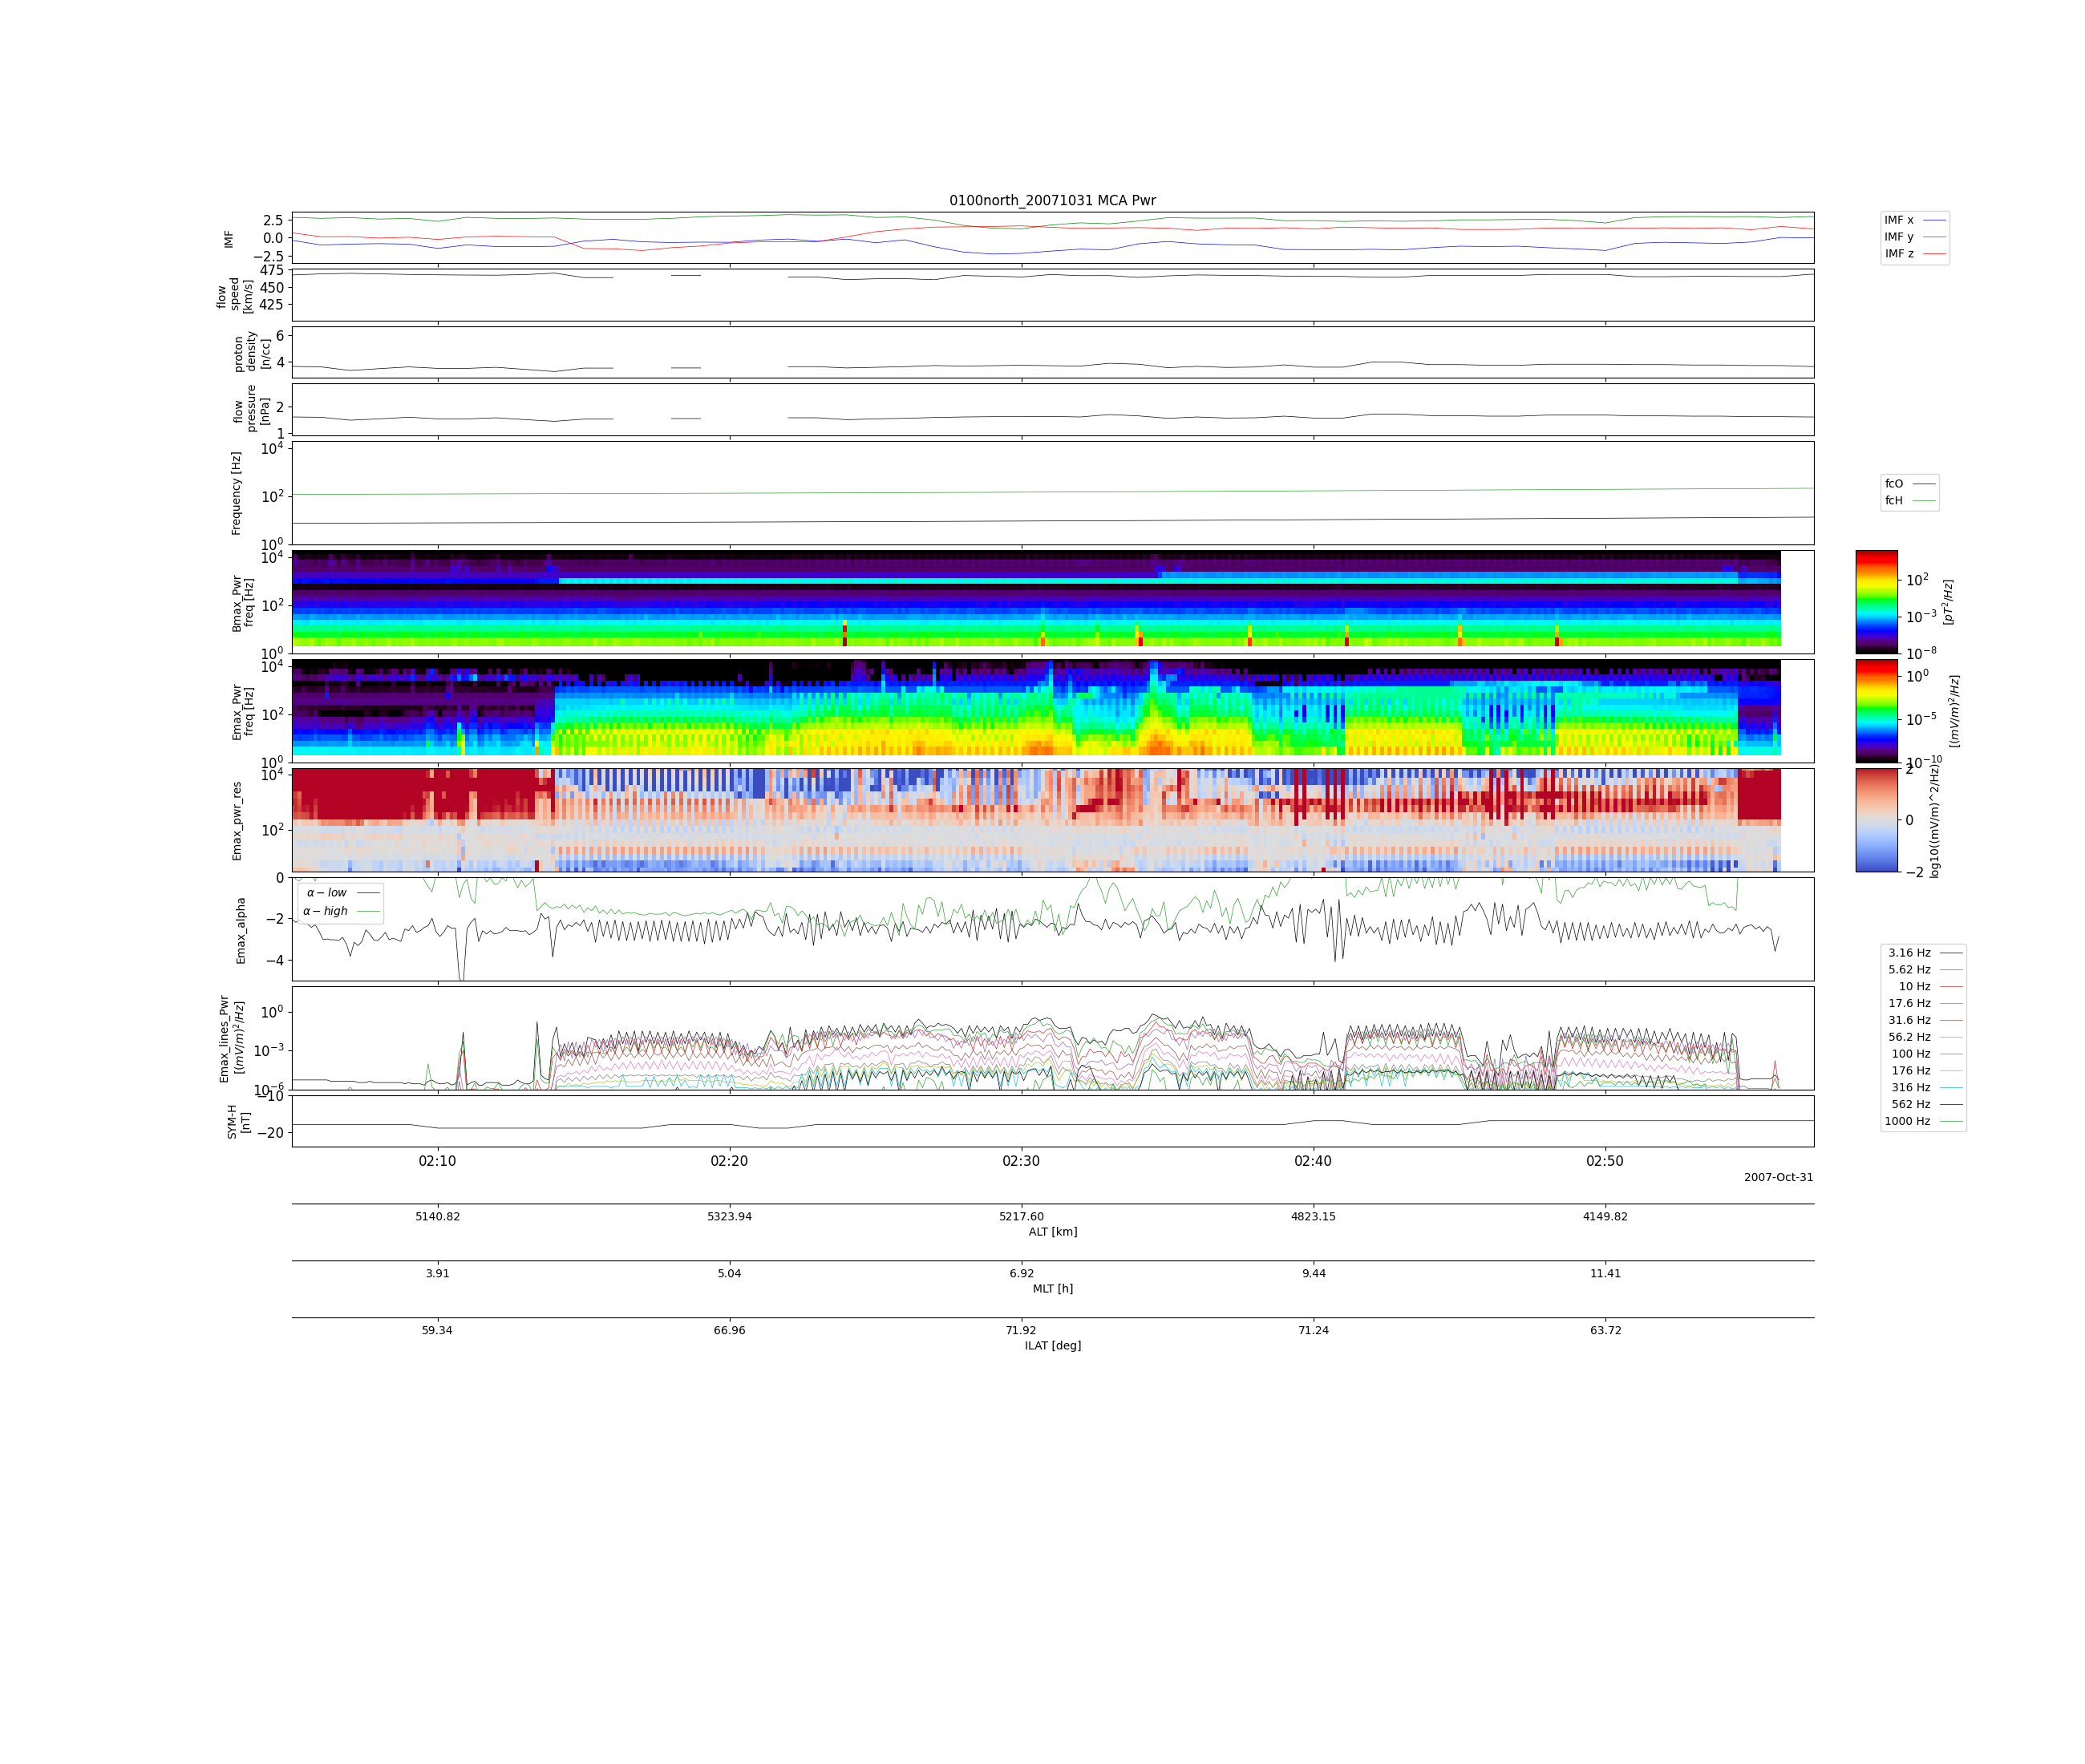 0100north_20071031 MCA Pwr
IMF
2.5
0.0
−2.5
IMF x
IMF y
IMF z
flow
speed
[km/s]
475
450
425
proton
density
[n/cc]
6
4
flow
pressure
[nPa]
2
1
Frequency [Hz]
10^4
10^2
10^0
fcO
fcH
Bmax_Pwr
freq [Hz]
10^4
10^2
10^0
10^2
10^−3
10^−8
[pT^2/Hz]
Emax_Pwr
freq [Hz]
10^4
10^2
10^0
10^0
10^−5
10^−10
[(mV/m)^2/Hz]
Emax_pwr_res
10^4
10^2
2
0
−2
log10((mV/m)^2/Hz)
Emax_alpha
0
−2
−4
α − low
α − high
Emax_lines_Pwr
[(mV/m)^2/Hz]
10^0
10^−3
10^−6
3.16 Hz
5.62 Hz
10 Hz
17.6 Hz
31.6 Hz
56.2 Hz
100 Hz
176 Hz
316 Hz
562 Hz
1000 Hz
SYM-H
[nT]
−10
−20
02:10 02:20 02:30 02:40 02:50
2007-Oct-31
5140.82 5323.94 5217.60 4823.15 4149.82
ALT [km]
3.91 5.04 6.92 9.44 11.41
MLT [h]
59.34 66.96 71.92 71.24 63.72
ILAT [deg]